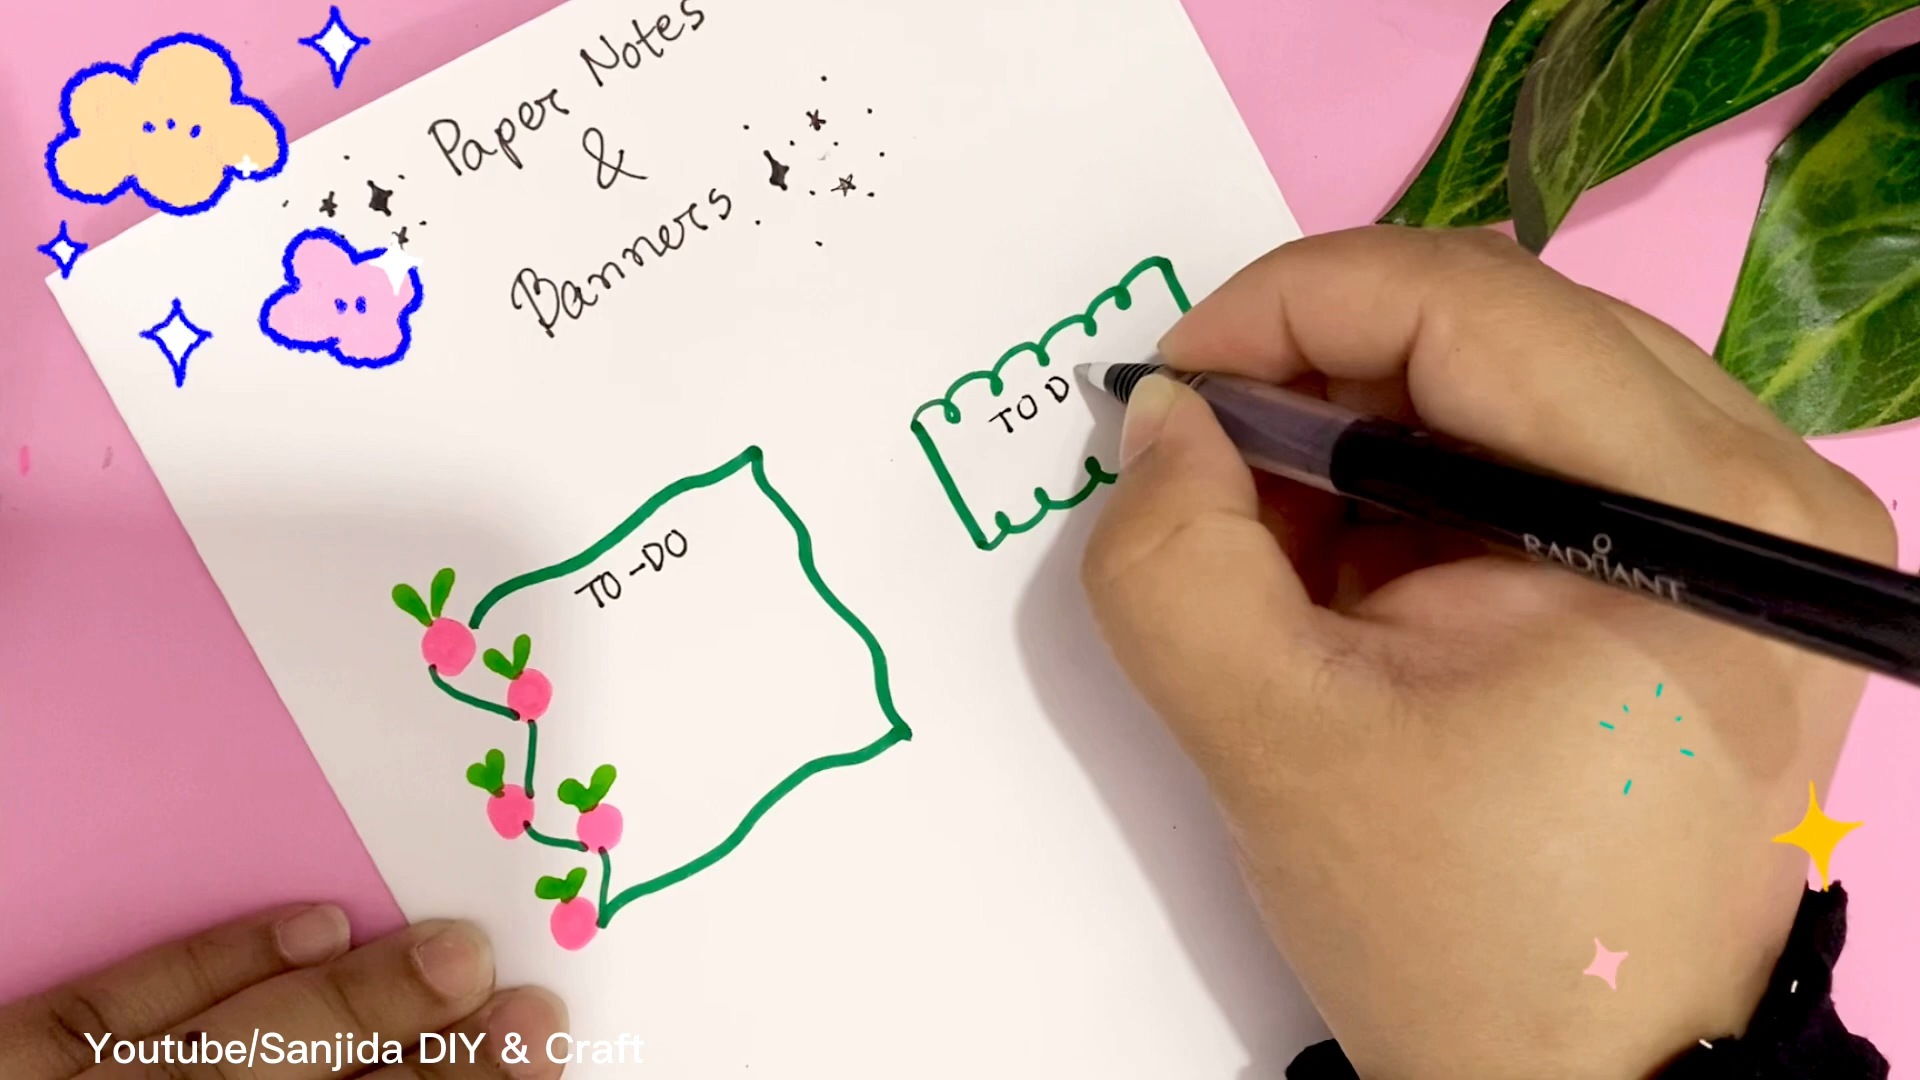 Paper Notes
&
Banners
TO D
TO-DO
RADIANT
Youtube/Sanjida DIY & Craft